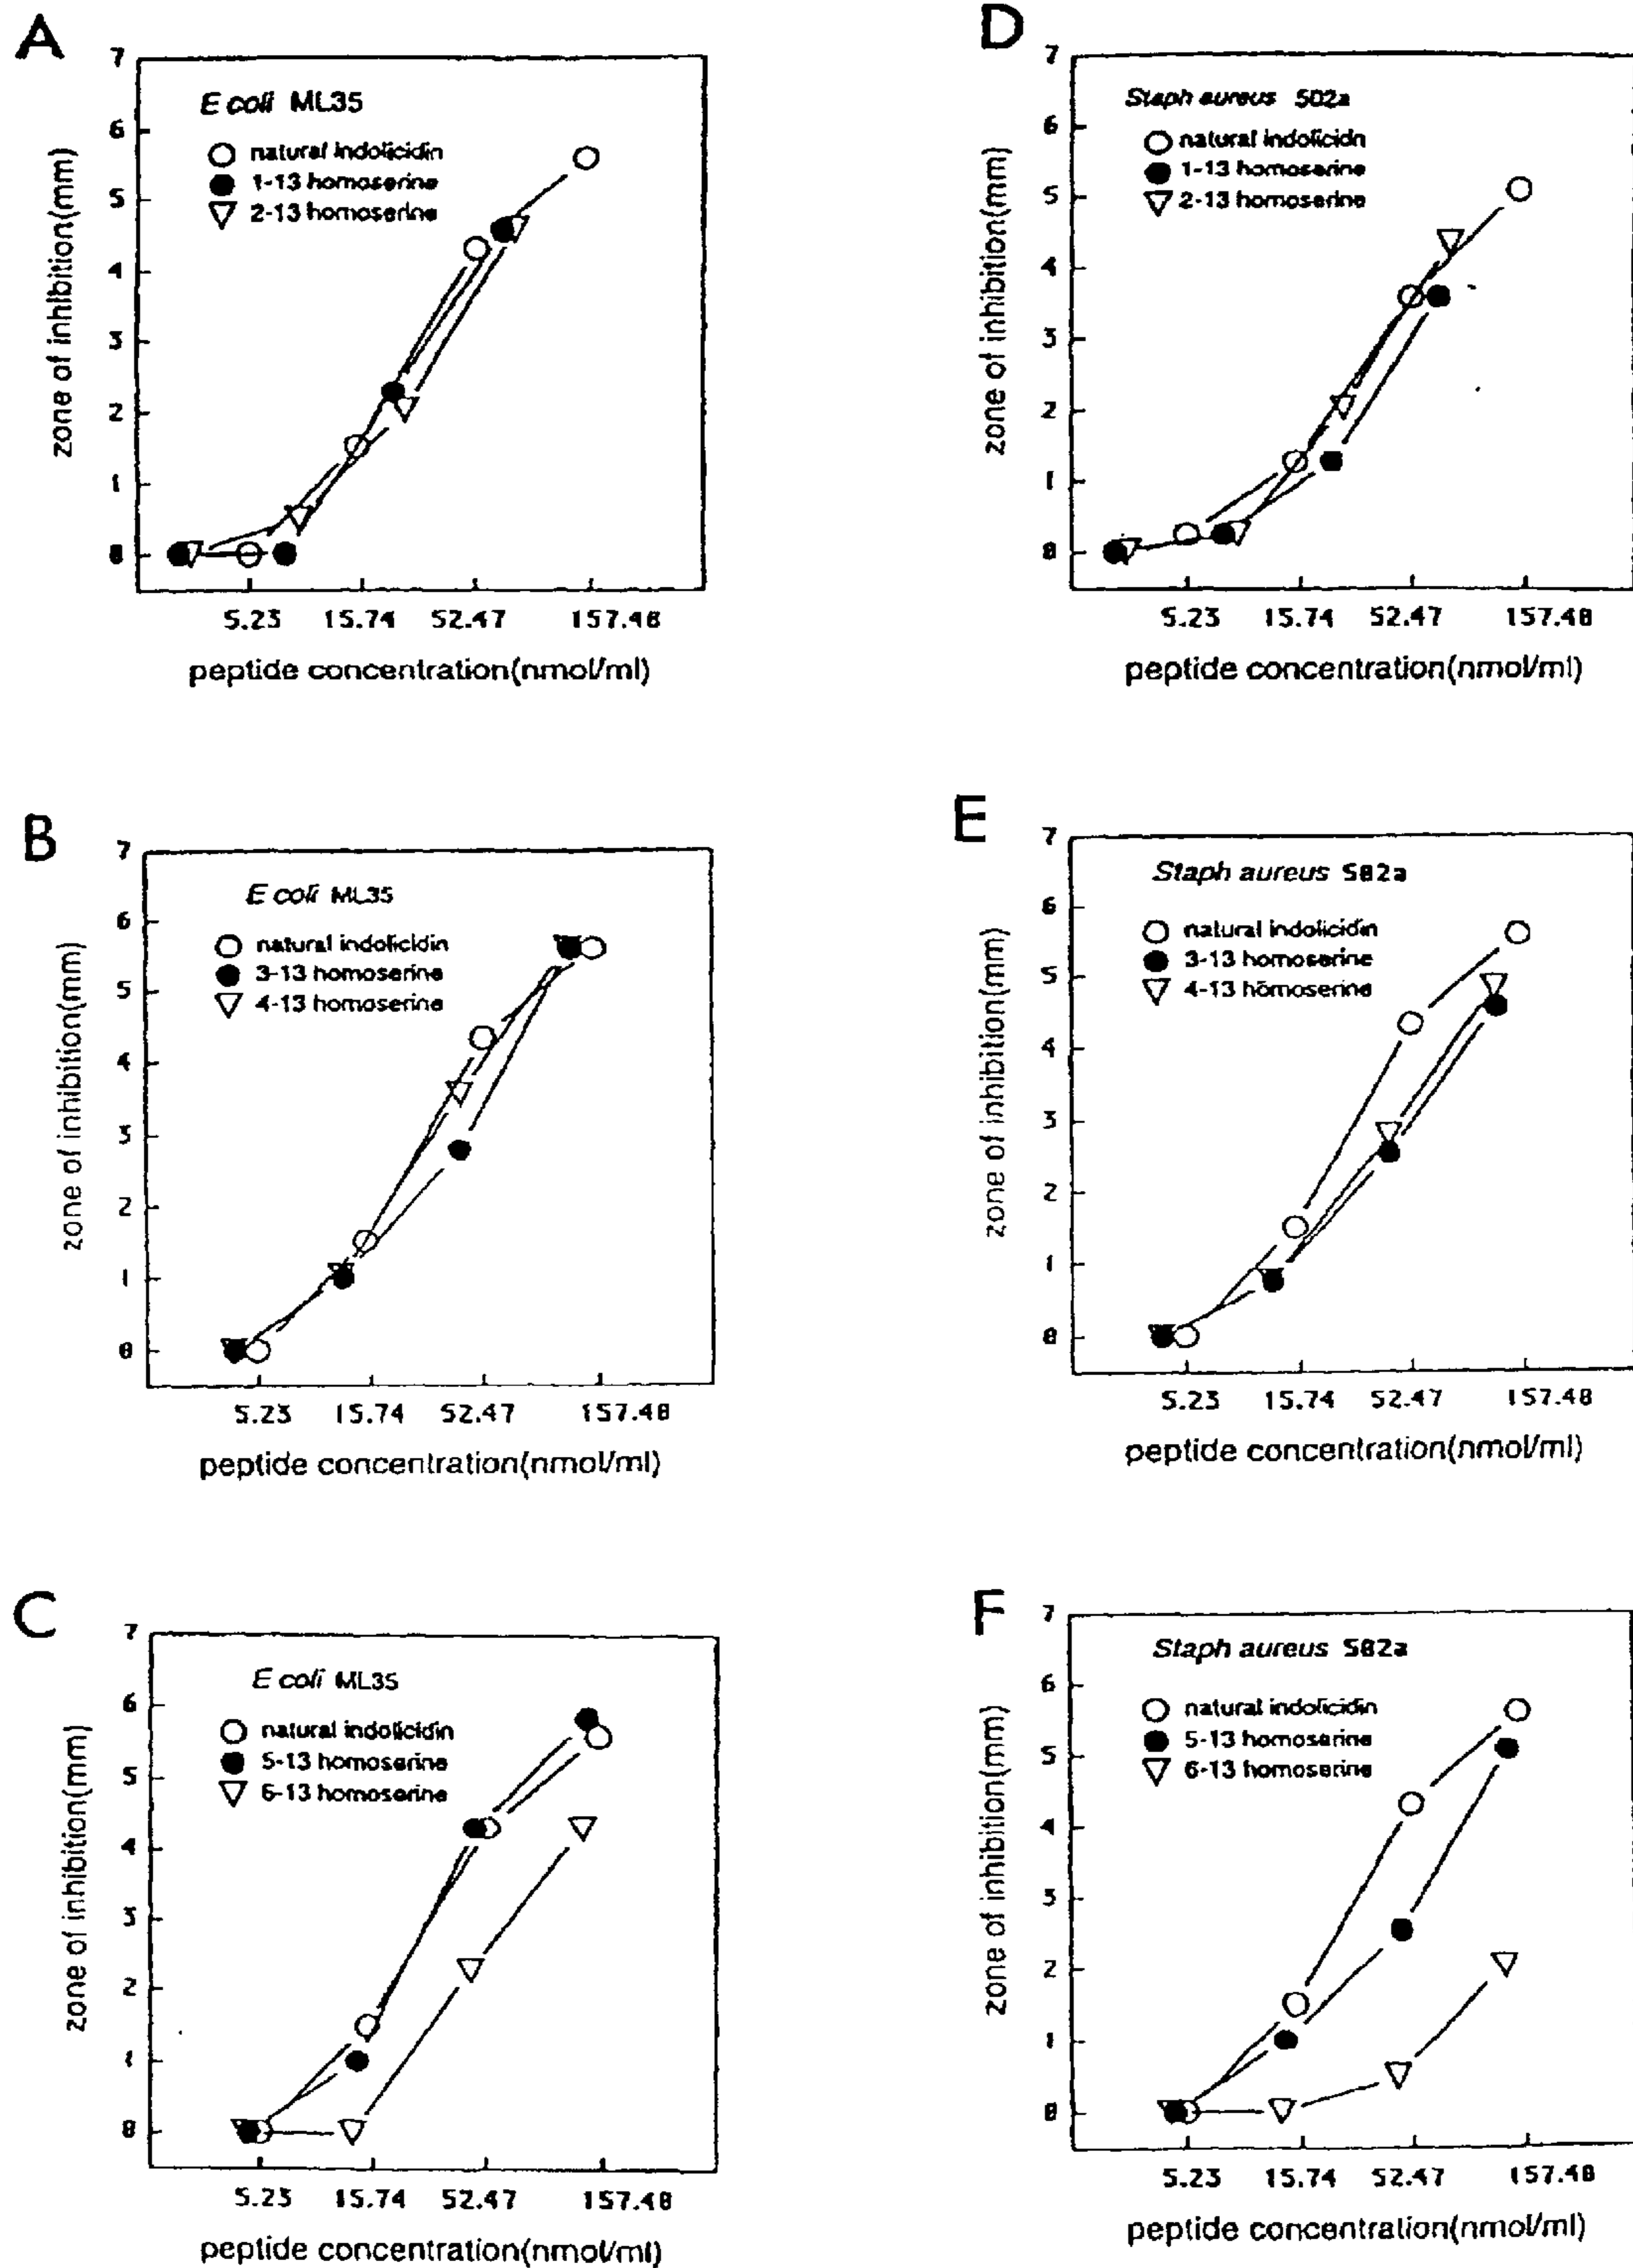 A
7
6
5
4
3
2
1
0
zone of inhibition(mm)
E coli ML35
natural indolicidin
1-13 homoserine
2-13 homoserine
5.23 15.74 52.47 157.48
peptide concentration(nmol/ml)
D
7
6
5
4
3
2
1
0
zone of inhibition(mm)
Staph aureus 502a
natural indolicidn
1-13 homoserine
2-13 homoserine
5.23 15.74 52.47 157.48
peptide concentration(nmol/ml)
B
7
6
5
4
3
2
1
0
zone of inhibition(mm)
E coli ML35
natural indolicidin
3-13 homoserine
4-13 homoserine
5.23 15.74 52.47 157.48
peptide concentration(nmol/ml)
E
7
6
5
4
3
2
1
0
zone of inhibition(mm)
Staph aureus 502a
natural indolicidin
3-13 homoserine
4-13 homoserine
5.23 15.74 52.47 157.48
peptide concentration(nmol/ml)
C
7
6
5
4
3
2
1
0
zone of inhibition(mm)
E coli ML35
natural indolicidin
5-13 homoserine
6-13 homoserine
5.23 15.74 52.47 157.48
peptide concentration(nmol/ml)
F
7
6
5
4
3
2
1
0
zone of inhibition(mm)
Staph aureus 502a
natural indolicidin
5-13 homoserine
6-13 homoserine
5.23 15.74 52.47 157.48
peptide concentration(nmol/ml)